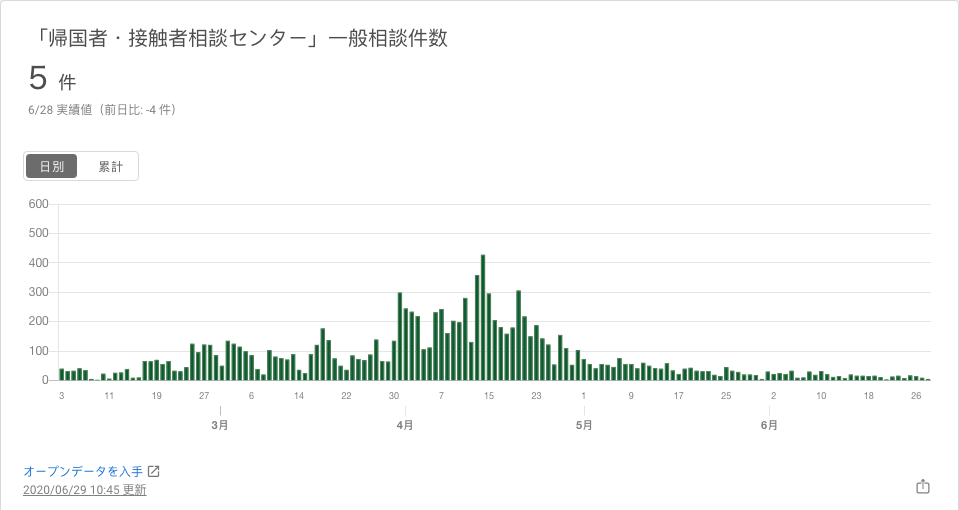 「帰国者・接触者相談センター」一般相談件数
5 件
6/28 実績値（前日比: -4 件）
日別 累計
600
500
400
300
200
100
0
3 11 19 27 6 14 22 30 7 15 23 1 9 17 25 2 10 18 26
3月 4月 5月 6月
オープンデータを入手
2020/06/29 10:45 更新